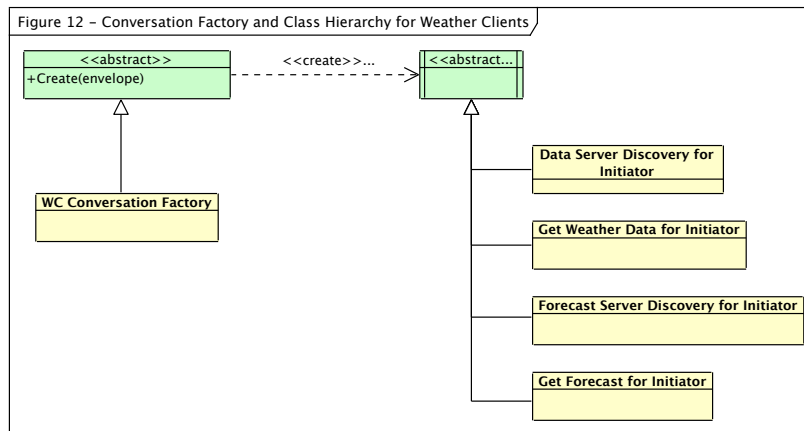 Figure 12 – Conversation Factory and Class Hierarchy for Weather Clients
<<abstract>>
+Create(envelope)
<<create>>...
<<abstract...
WC Conversation Factory
Data Server Discovery for
Initiator
Get Weather Data for Initiator
Forecast Server Discovery for Initiator
Get Forecast for Initiator